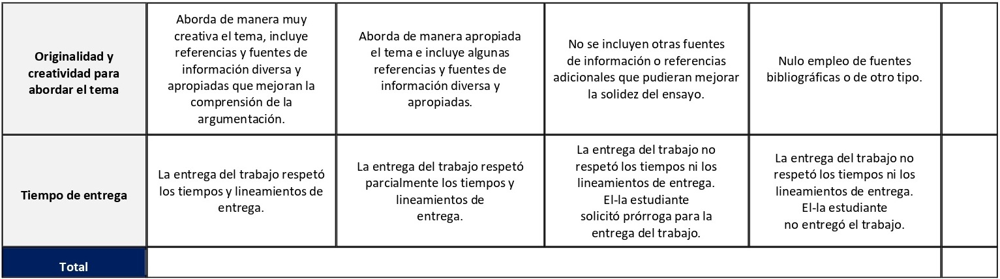 Originalidad y
creatividad para
abordar el tema
Aborda de manera muy
creativa el tema, incluye
referencias y fuentes de
información diversa y
apropiadas que mejoran la
comprensión de la
argumentación.
Aborda de manera apropiada
el tema e incluye algunas
referencias y fuentes de
información diversa y
apropiadas.
No se incluyen otras fuentes
de información o referencias
adicionales que pudieran mejorar
la solidez del ensayo.
Nulo empleo de fuentes
bibliográficas o de otro tipo.
Tiempo de entrega
La entrega del trabajo respetó
los tiempos y lineamientos de
entrega.
La entrega del trabajo respetó
parcialmente los tiempos y
lineamientos de
entrega.
La entrega del trabajo no
respetó los tiempos ni los
lineamientos de entrega.
El-la estudiante
solicitó prórroga para la
entrega del trabajo.
La entrega del trabajo no
respetó los tiempos ni los
lineamientos de entrega.
El-la estudiante
no entregó el trabajo.
Total